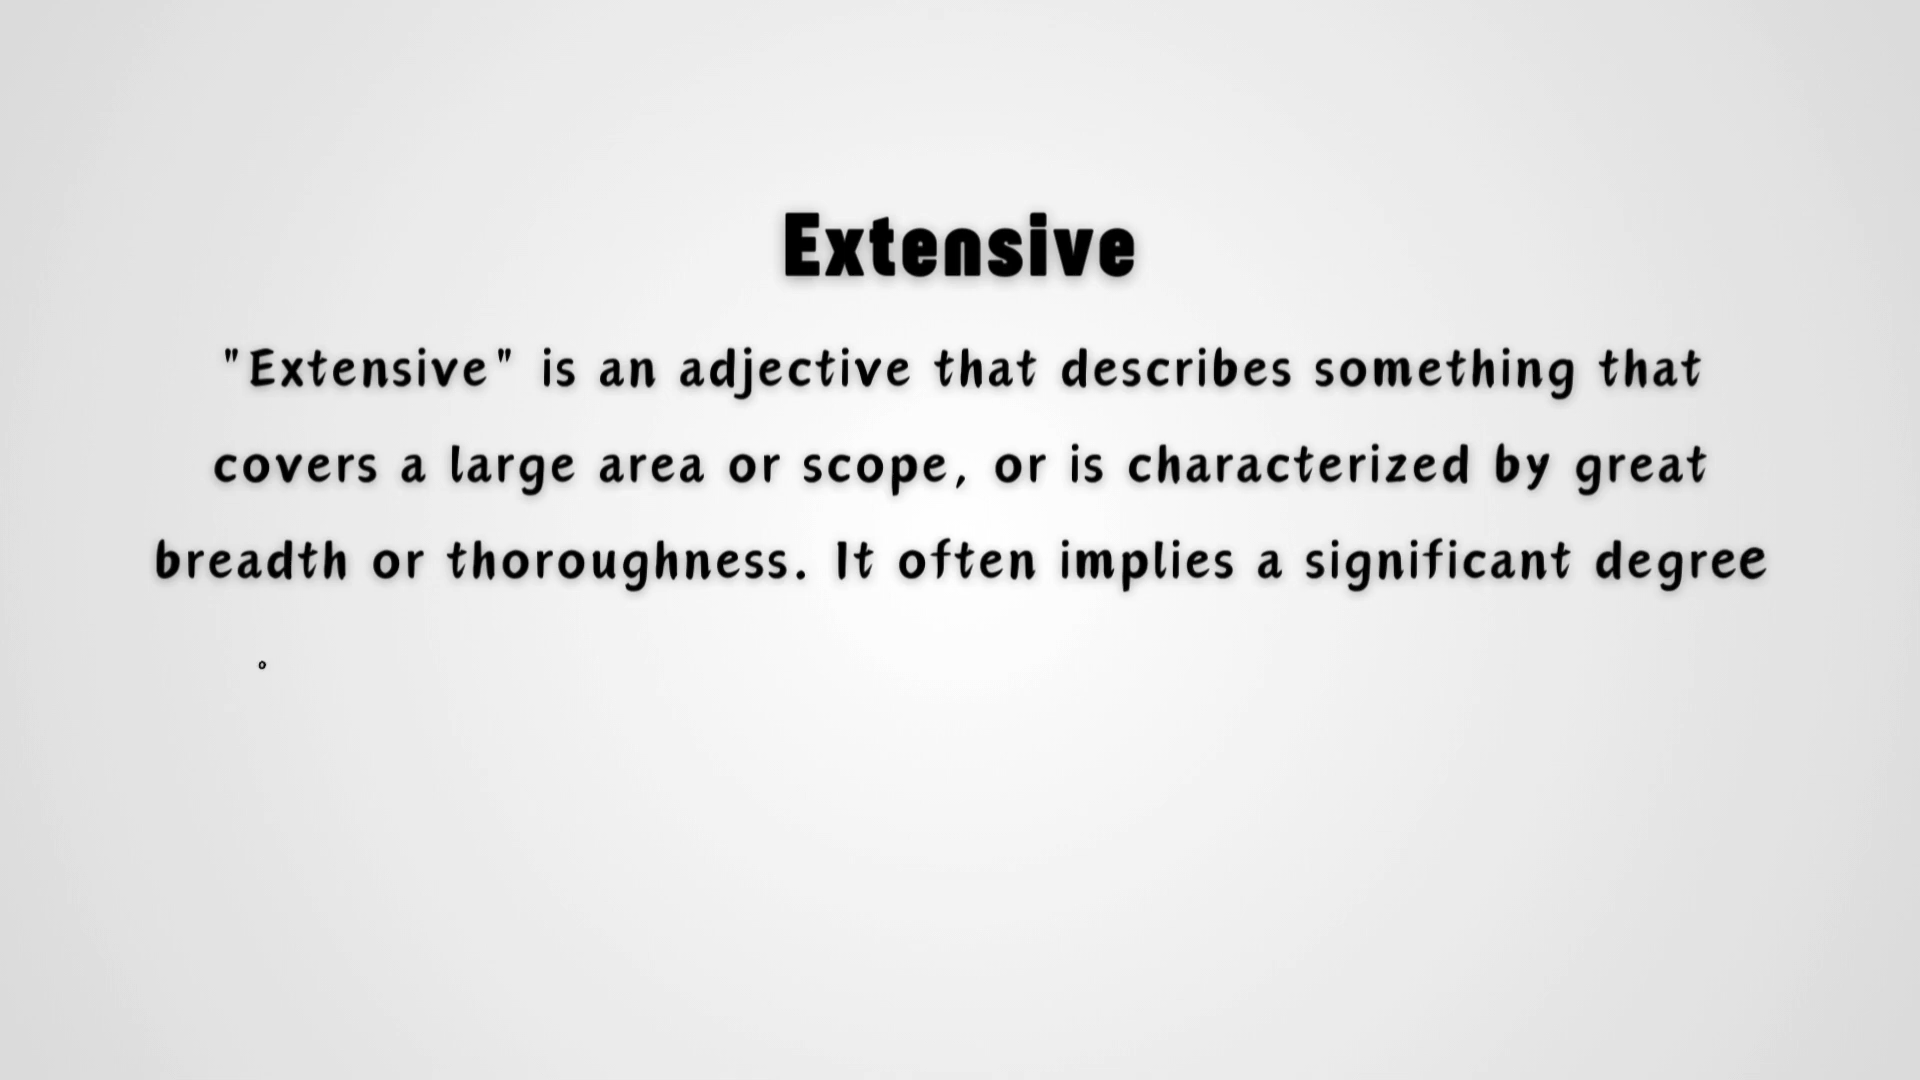 Extensive
"Extensive" is an adjective that describes something that
covers a large area or scope, or is characterized by great
breadth or thoroughness. It often implies a significant degree